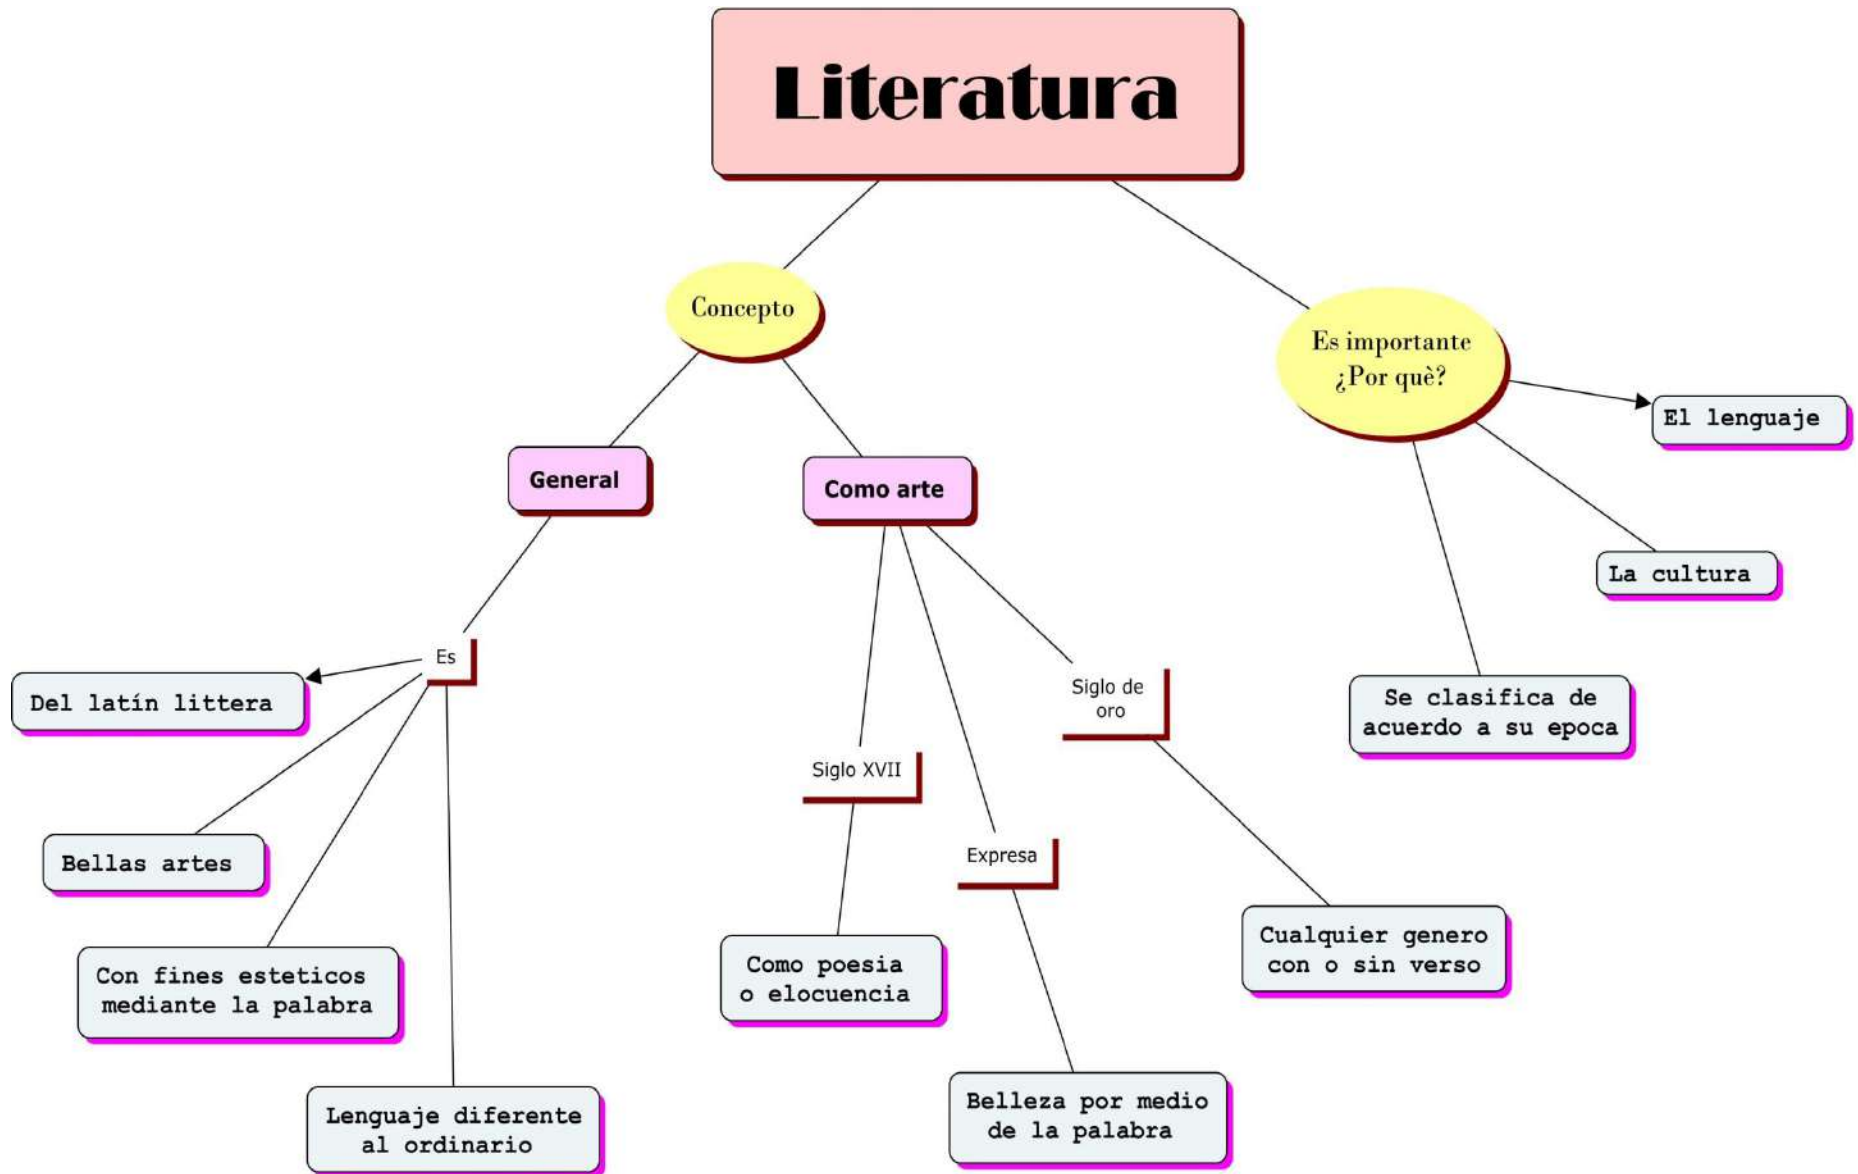 Literatura
Concepto
Es importante
¿Por què?
El lenguaje
General
Como arte
La cultura
Es
Del latín littera
Siglo de
oro
Se clasifica de
acuerdo a su epoca
Siglo XVII
Bellas artes
Expresa
Con fines esteticos
mediante la palabra
Como poesia
o elocuencia
Cualquier genero
con o sin verso
Lenguaje diferente
al ordinario
Belleza por medio
de la palabra